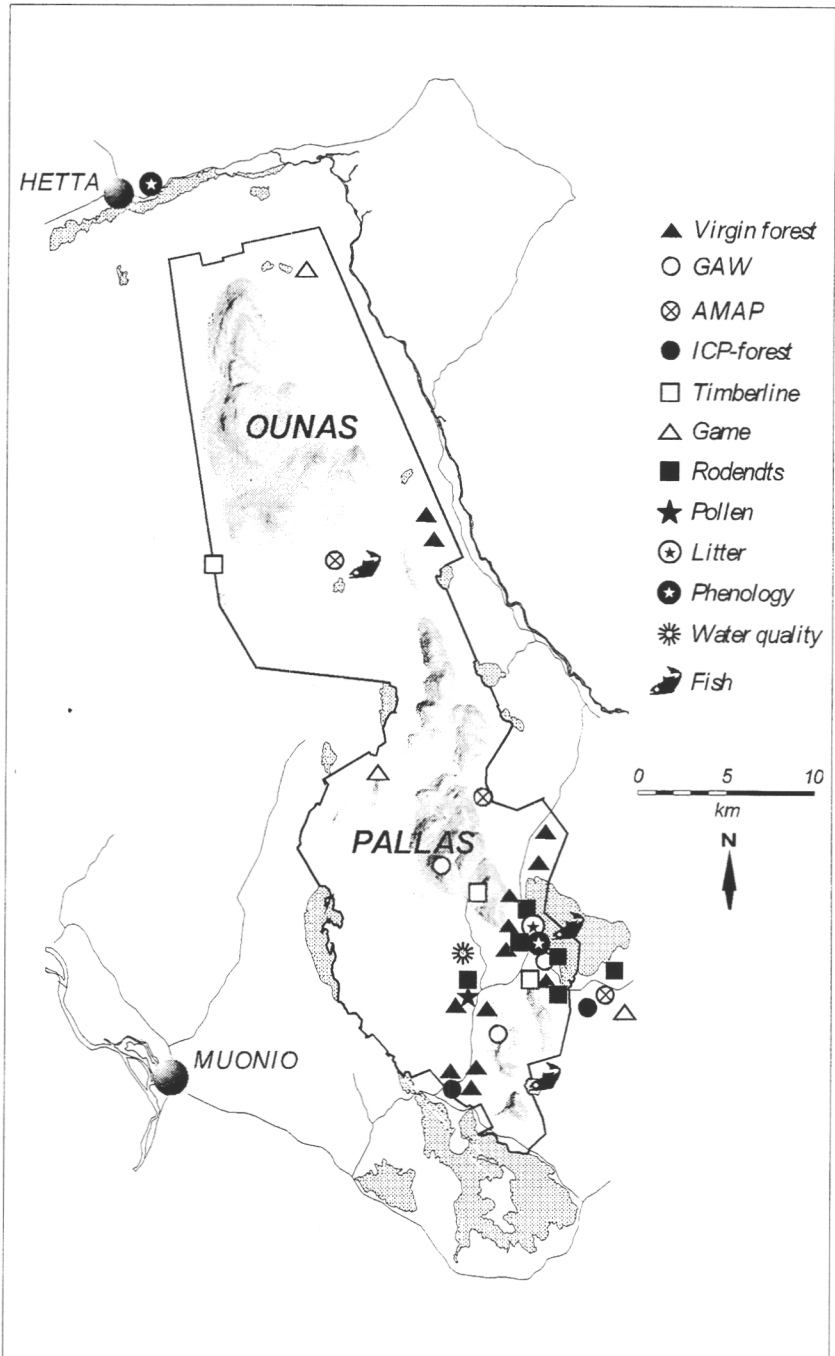 HETTA
Virgin forest
GAW
AMAP
ICP-forest
Timberline
Game
OUNAS
Rodendts
Pollen
Litter
Phenology
Water quality
Fish
0 5 10
km
N
PALLAS
MUONIO